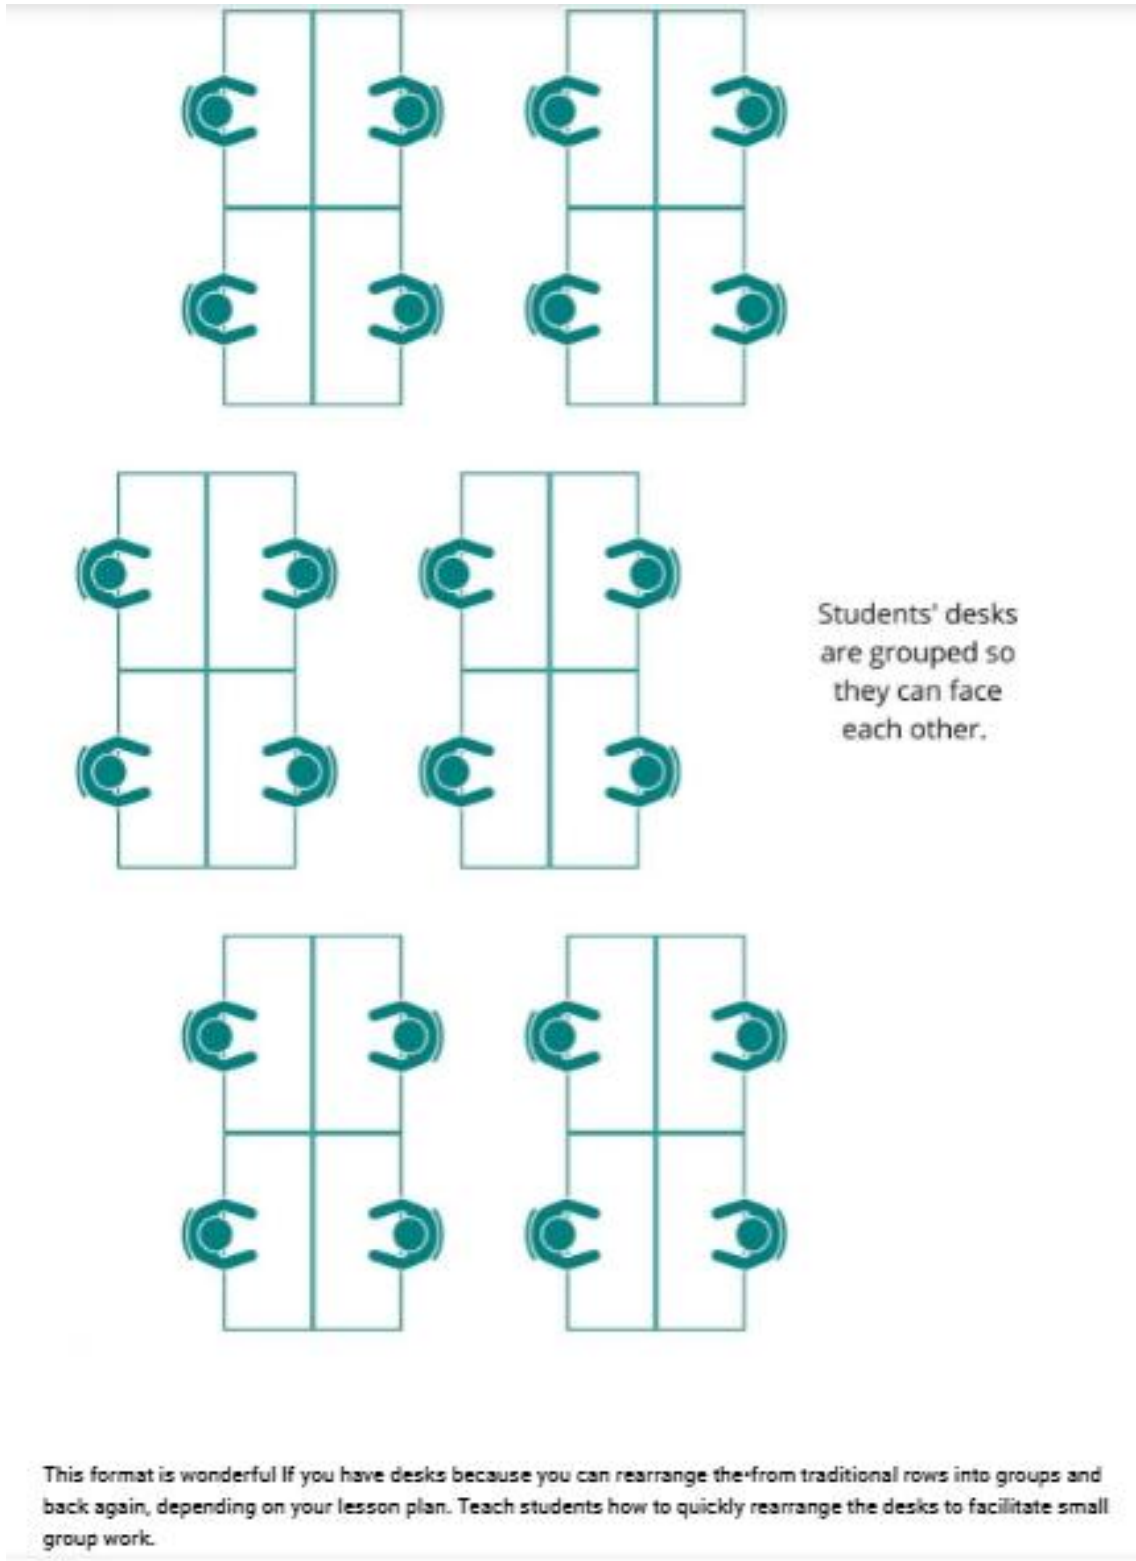 Students' desks
are grouped so
they can face
each other.
This format is wonderful If you have desks because you can rearrange the•from traditional rows into groups and
back again, depending on your lesson plan. Teach students how to quickly rearrange the desks to facilitate small
group work.